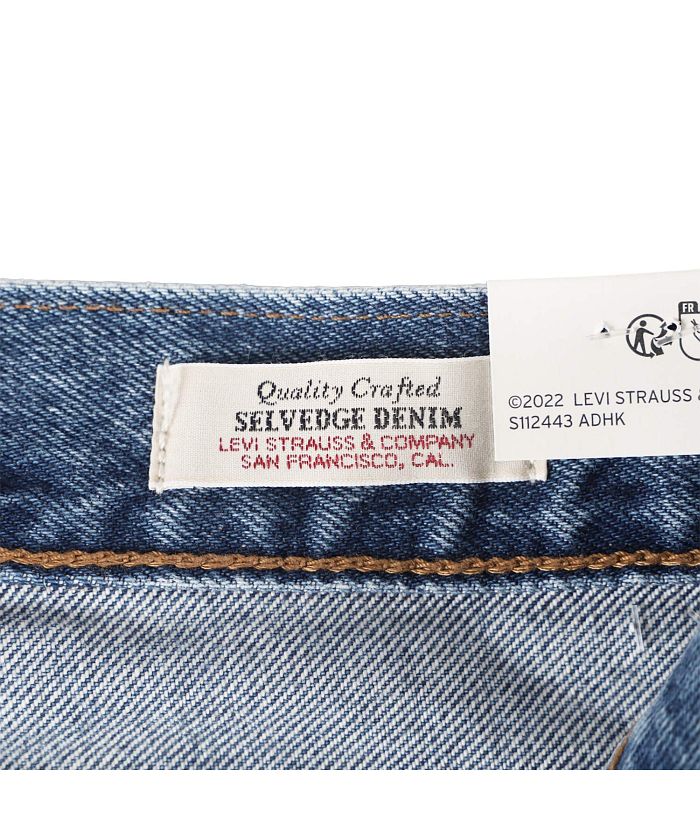 FR
©2022 LEVI STRAUSS &
S112443 ADHK
Quality Crafted
SELVEDGE DENIM
LEVI STRAUSS & COMPANY
SAN FRANCISCO, CAL.